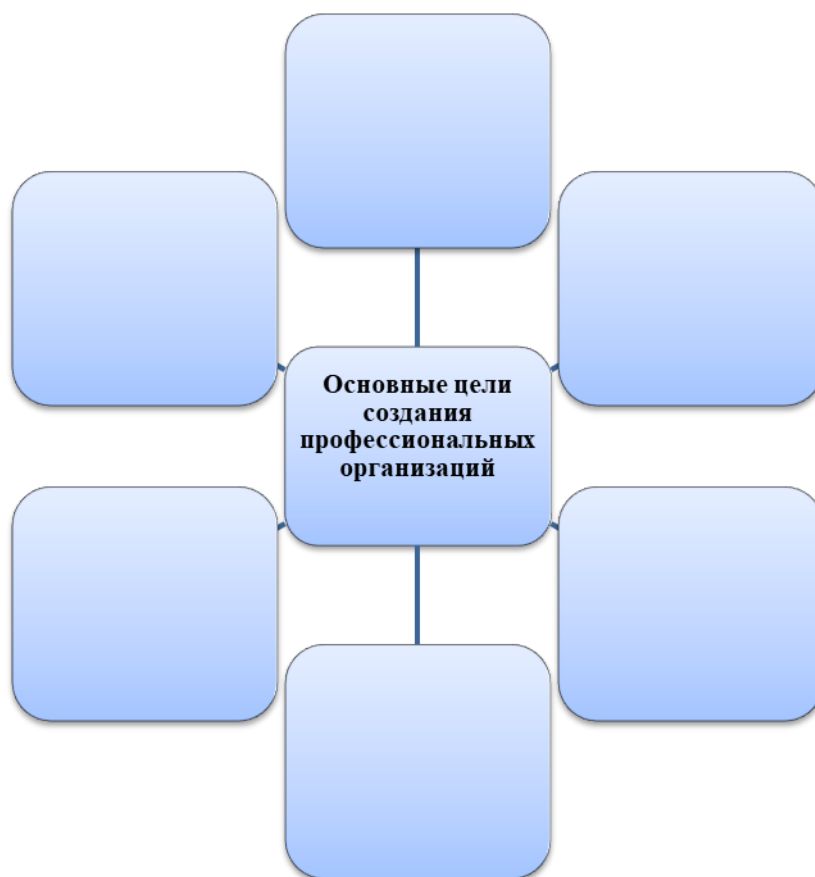 Основные цели
создания
профессиональных
организаций